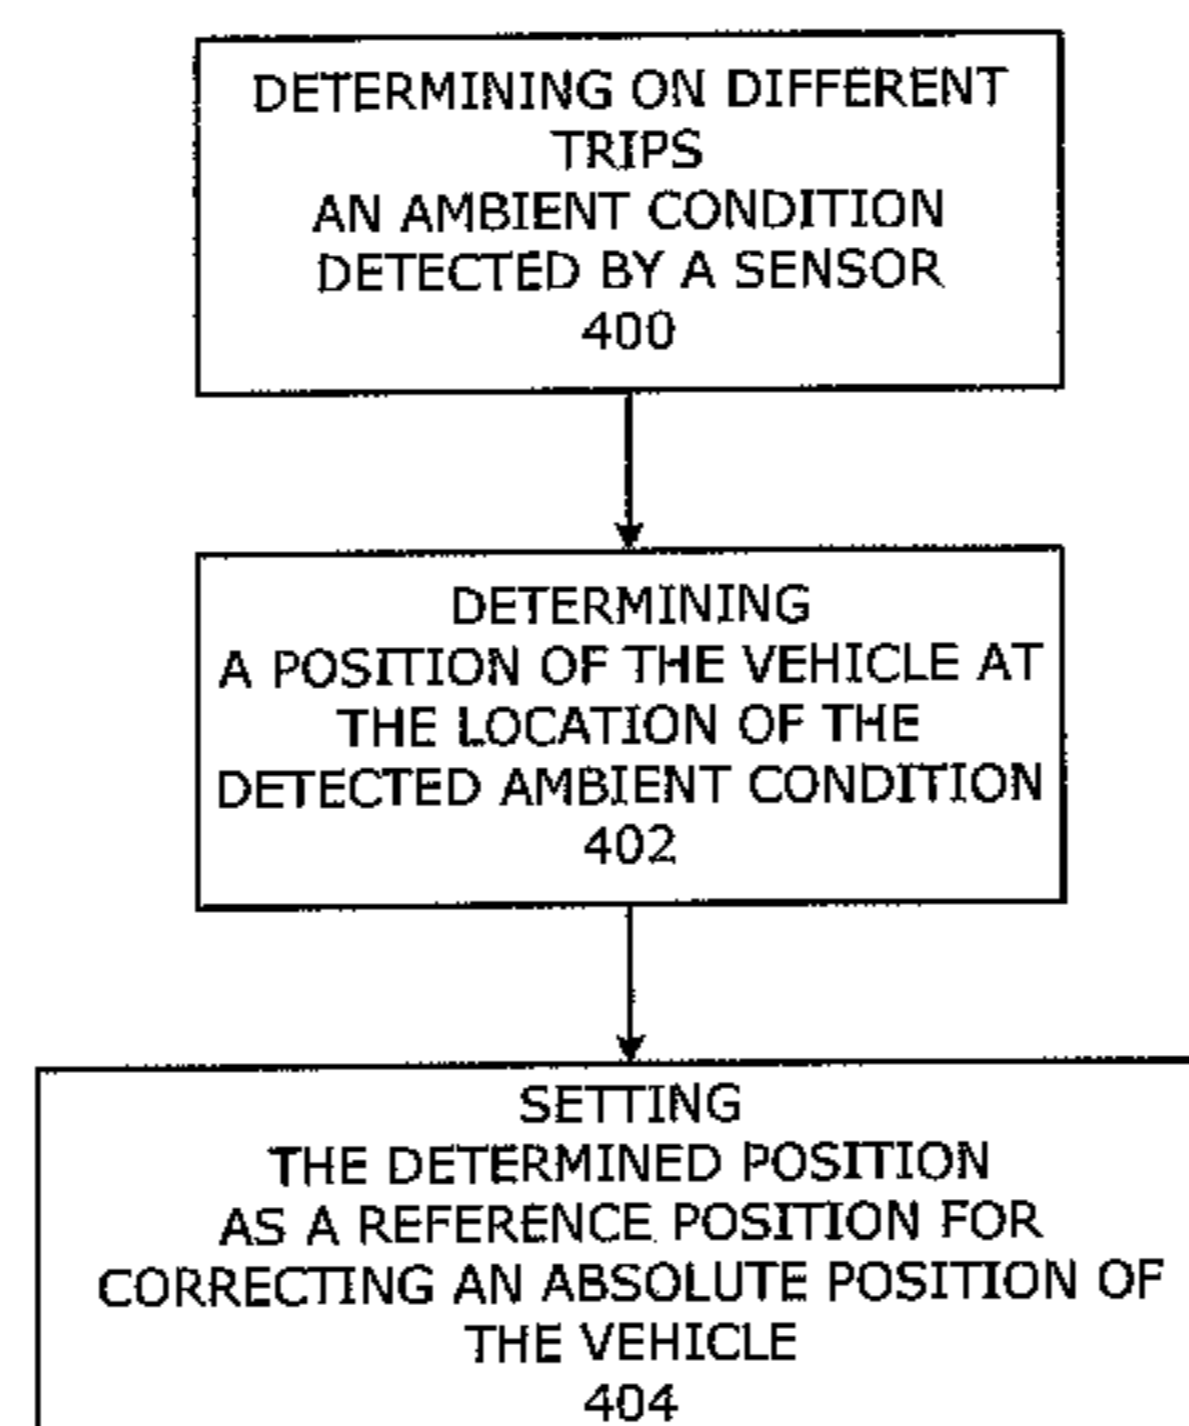 DETERMINING ON DIFFERENT
TRIPS
AN AMBIENT CONDITION
DETECTED BY A SENSOR
400
DETERMINING
A POSITION OF THE VEHICLE AT
THE LOCATION OF THE
DETECTED AMBIENT CONDITION
402
SETTING
THE DETERMINED POSITION
AS A REFERENCE POSITION FOR
CORRECTING AN ABSOLUTE POSITION OF
THE VEHICLE
404